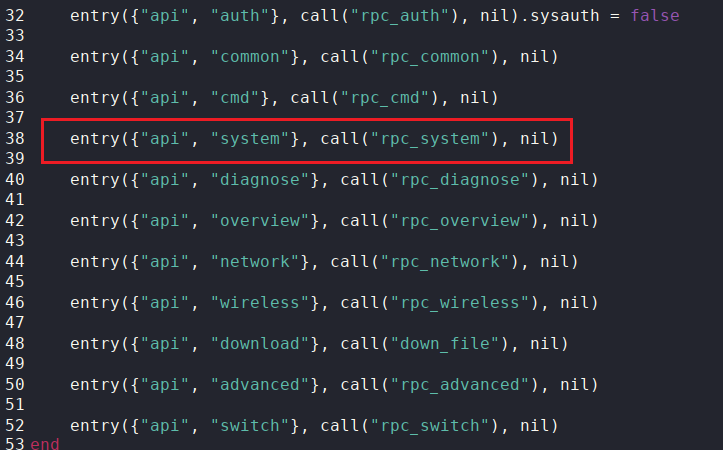 32 entry({"api", "auth"}, call("rpc_auth"), nil).sysauth = false
33
34 entry({"api", "common"}, call("rpc_common"), nil)
35
36 entry({"api", "cmd"}, call("rpc_cmd"), nil)
37
38 entry({"api", "system"}, call("rpc_system"), nil)
39
40 entry({"api", "diagnose"}, call("rpc_diagnose"), nil)
41
42 entry({"api", "overview"}, call("rpc_overview"), nil)
43
44 entry({"api", "network"}, call("rpc_network"), nil)
45
46 entry({"api", "wireless"}, call("rpc_wireless"), nil)
47
48 entry({"api", "download"}, call("down_file"), nil)
49
50 entry({"api", "advanced"}, call("rpc_advanced"), nil)
51
52 entry({"api", "switch"}, call("rpc_switch"), nil)
53 end